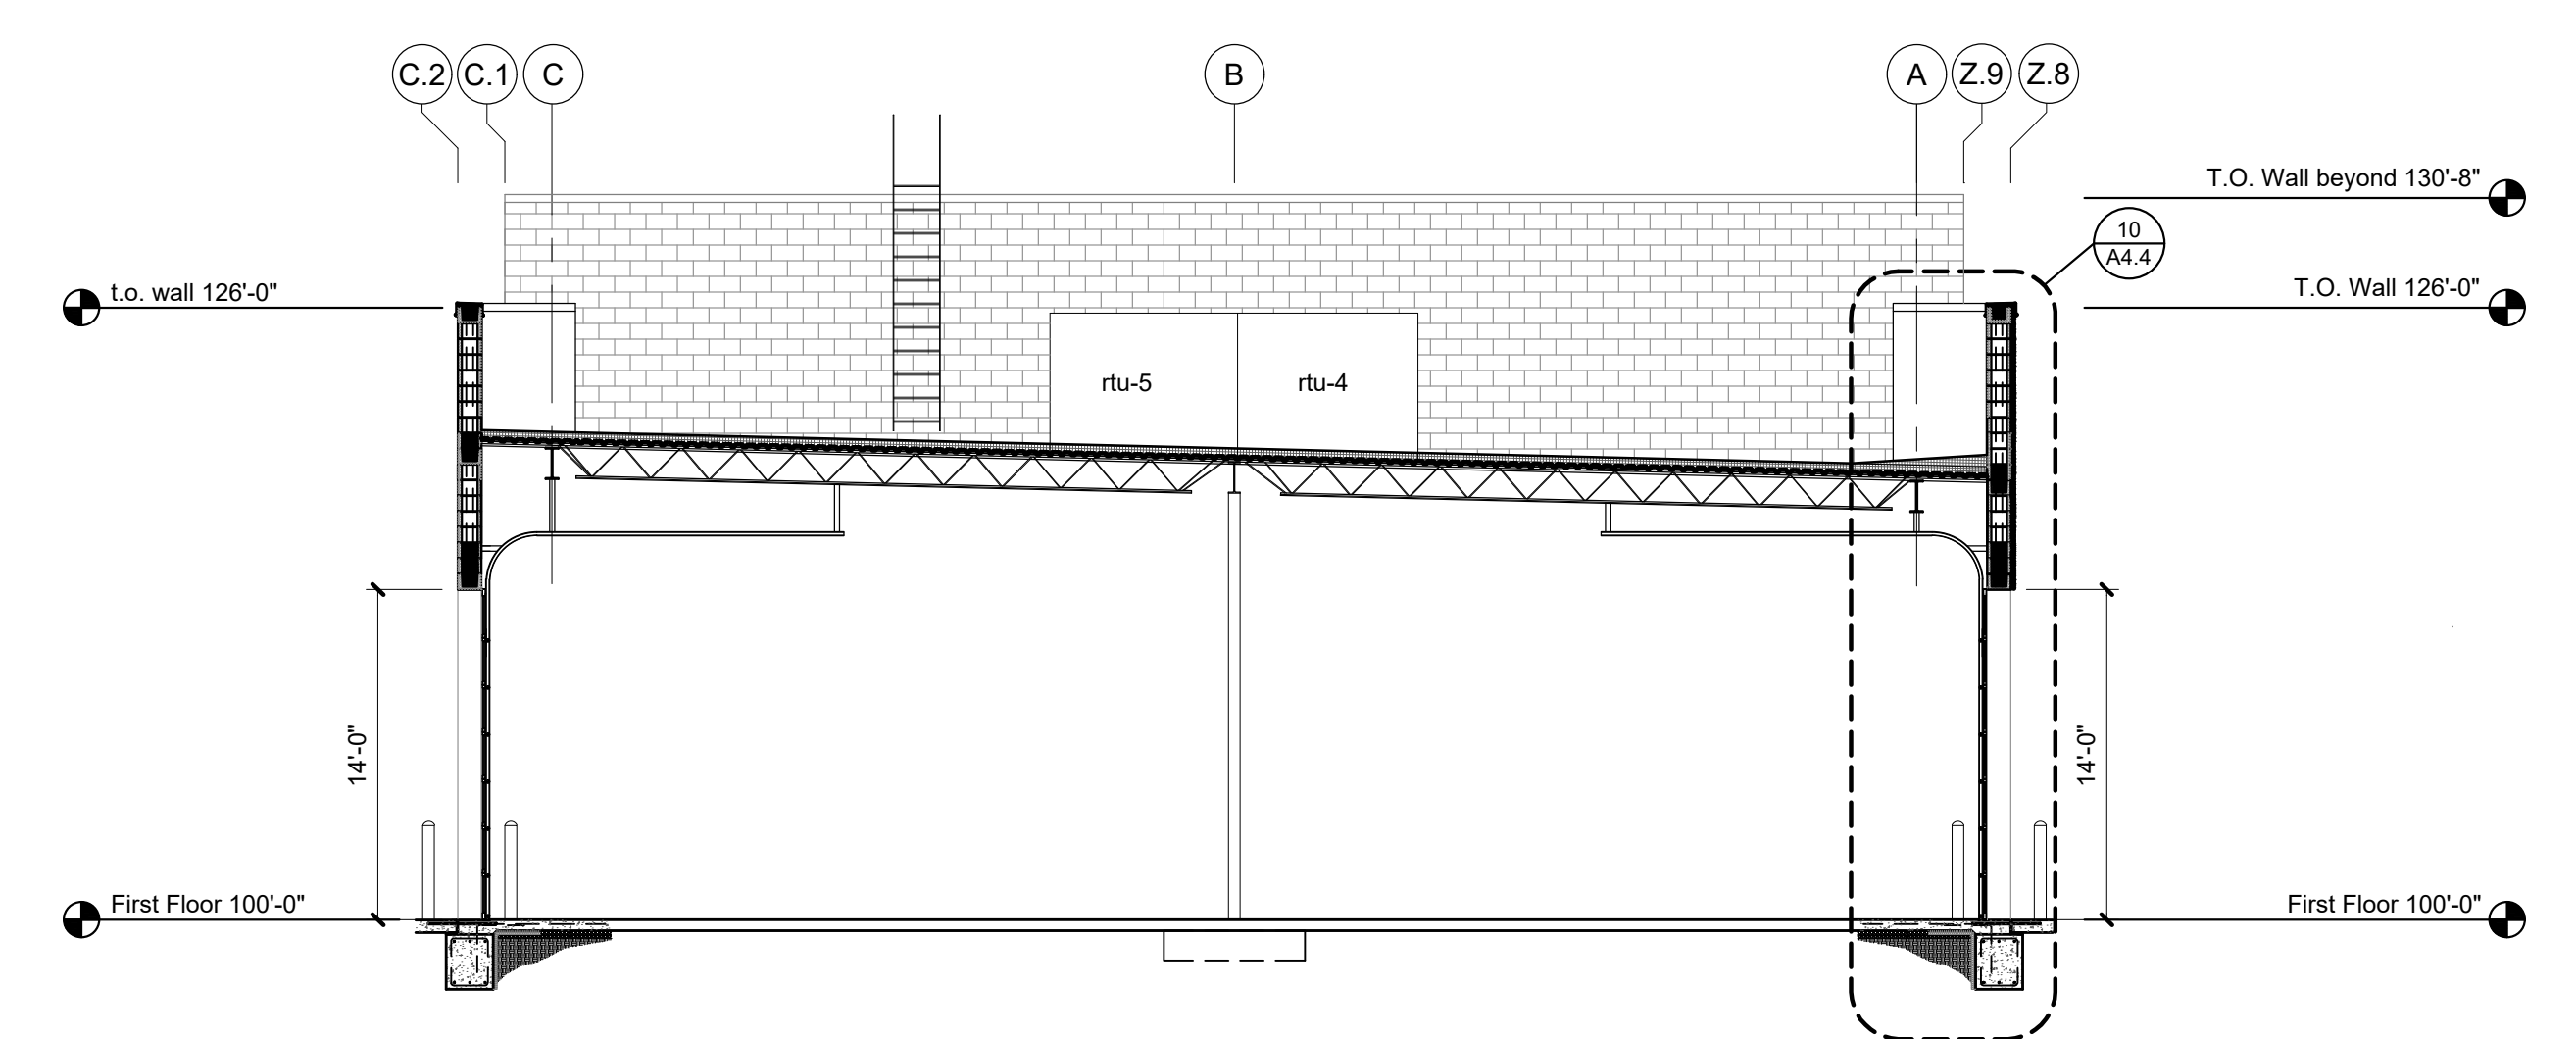 C.2 C.1 C B A Z.9 Z.8
T.O. Wall beyond 130'-8"
10
A4.4
t.o. wall 126'-0"
T.O. Wall 126'-0"
rtu-5
rtu-4
14'-0"
14'-0"
First Floor 100'-0"
First Floor 100'-0"